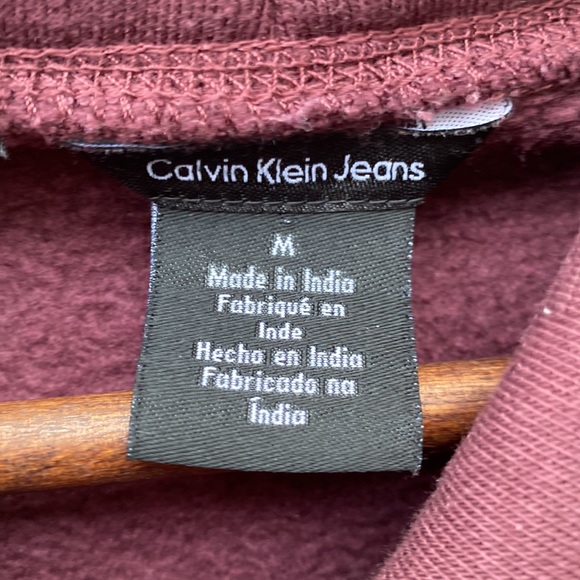 Calvin Klein Jeans
M
Made in India
Fabriqué en
Inde
Hecho en India
Fabricado na
Índia